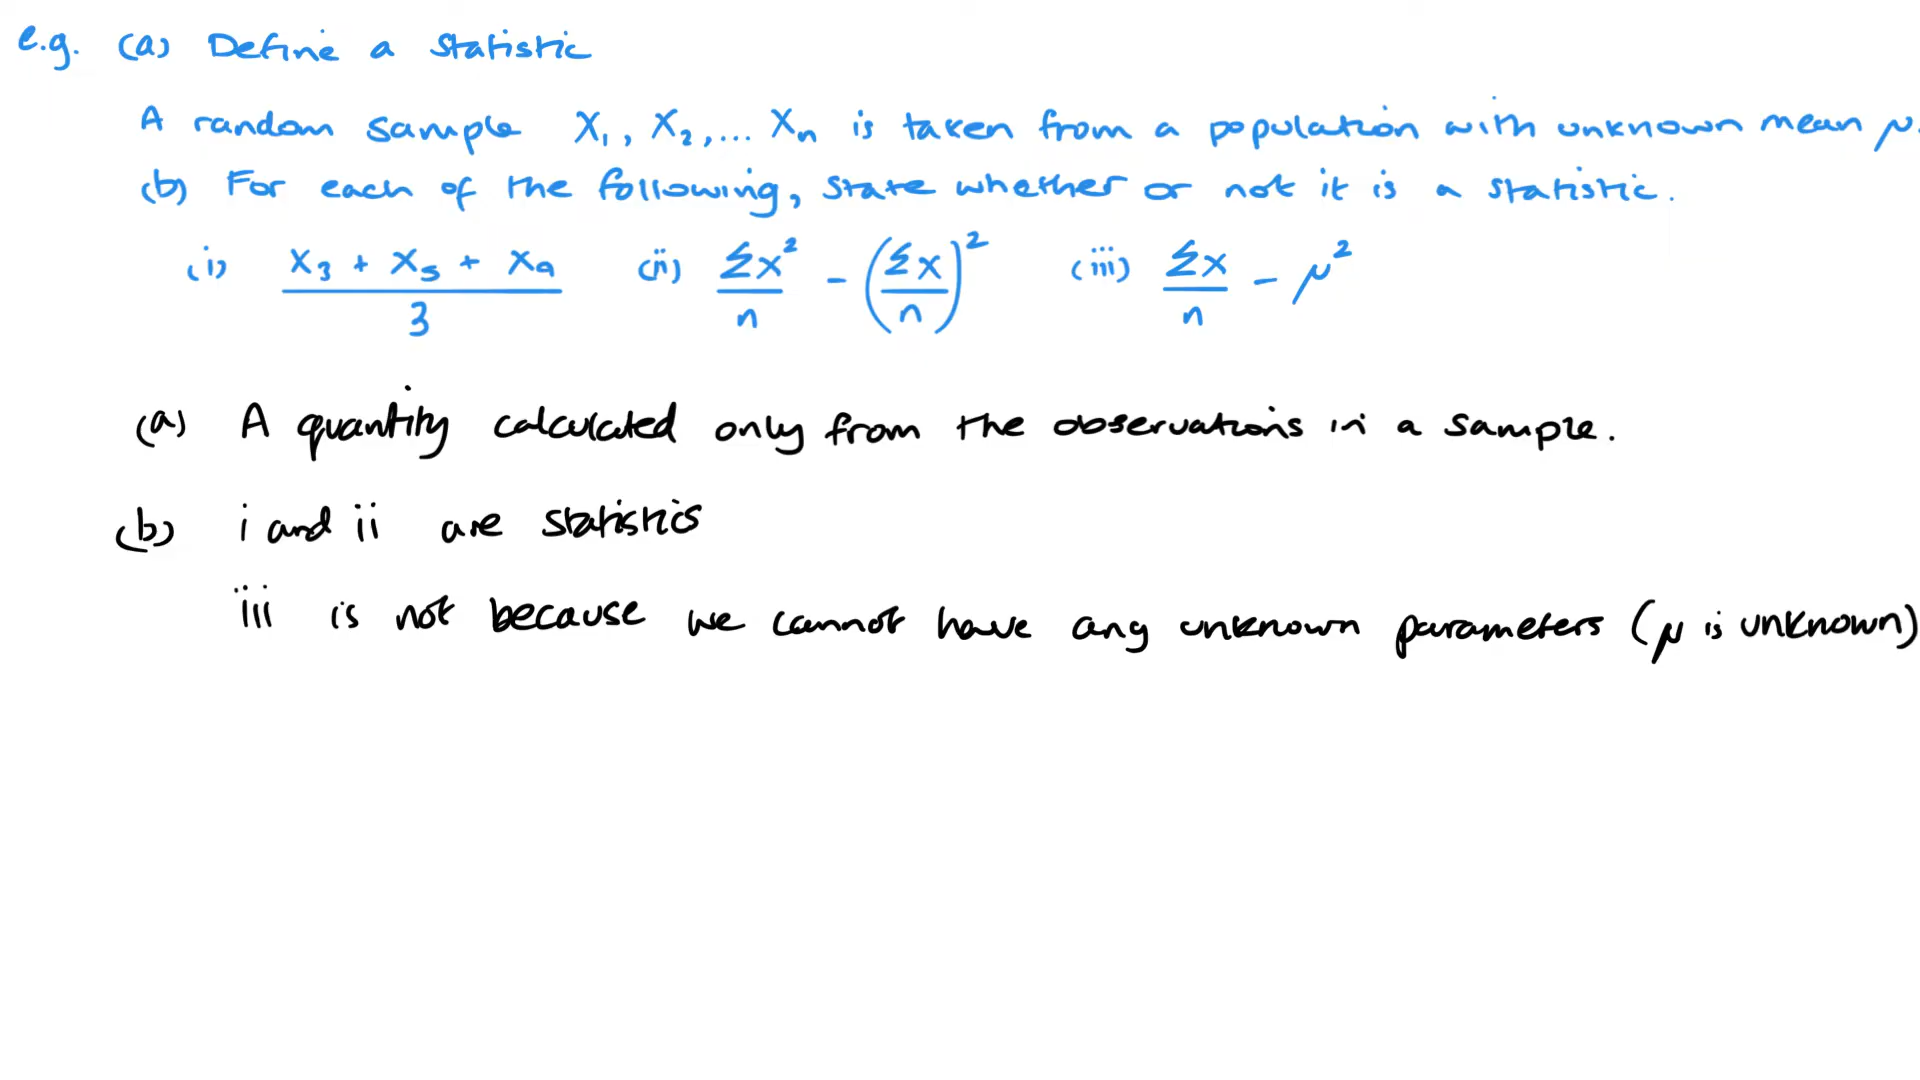 e.g. (a) Define a statistic
A random sample X₁, X₂, ... Xₙ is taken from a population with unknown mean μ.
(b) For each of the following, state whether or not it is a statistic.
(i) (X₃ + X₅ + X₉)/3 (ii) Σx²/n - (Σx/n)² (iii) Σx/n - μ²
(a) A quantity calculated only from the observations in a sample.
(b) i and ii are statistics
iii is not because we cannot have any unknown parameters (μ is unknown)